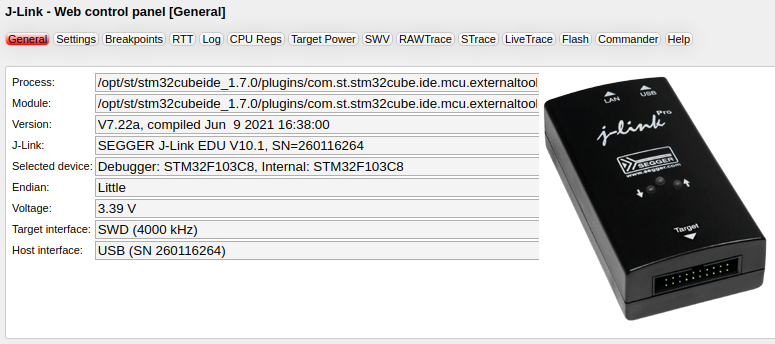 J-Link - Web control panel [General]
General Settings Breakpoints RTT Log CPU Regs Target Power SWV RAWTrace STrace LiveTrace Flash Commander Help
Process: /opt/st/stm32cubeide_1.7.0/plugins/com.st.stm32cube.ide.mcu.externaltool
Module: /opt/st/stm32cubeide_1.7.0/plugins/com.st.stm32cube.ide.mcu.externaltool
Version: V7.22a, compiled Jun  9 2021 16:38:00
J-Link: SEGGER J-Link EDU V10.1, SN=260116264
Selected device: Debugger: STM32F103C8, Internal: STM32F103C8
Endian: Little
Voltage: 3.39 V
Target interface: SWD (4000 kHz)
Host interface: USB (SN 260116264)
LAN USB
J-Link Pro
SEGGER
www.segger.com
Target